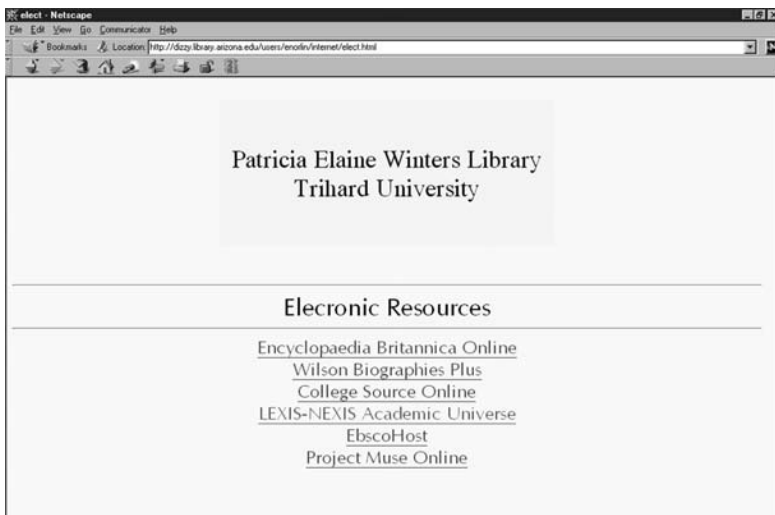 elect - Netscape
File Edit View Go Communicator Help
Bookmarks Location: http://dizzy.library.arizona.edu/users/enorlin/internet/elect.html
Patricia Elaine Winters Library
Trihard University
Elecronic Resources
Encyclopaedia Britannica Online
Wilson Biographies Plus
College Source Online
LEXIS-NEXIS Academic Universe
EbscoHost
Project Muse Online